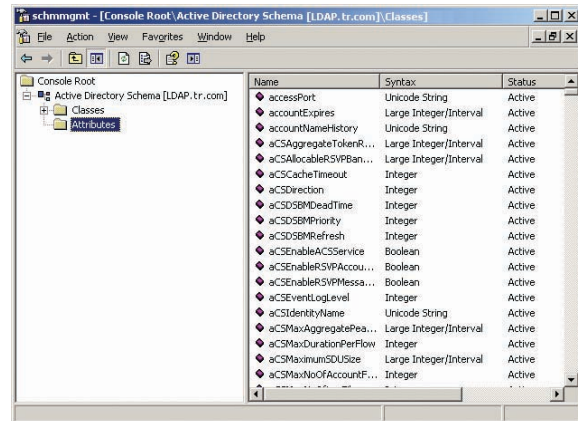 schmmgmt - [Console Root\Active Directory Schema [LDAP.tr.com]\Classes]
File Action View Favorites Window Help
Console Root
Active Directory Schema [LDAP.tr.com]
Classes
Attributes
Name Syntax Status
accessPort Unicode String Active
accountExpires Large Integer/Interval Active
accountNameHistory Unicode String Active
aCSAggregateTokenR... Large Integer/Interval Active
aCSAllocableRSVPBan... Large Integer/Interval Active
aCSCacheTimeout Integer Active
aCSDirection Integer Active
aCSDSBMDeadTime Integer Active
aCSDSBMPriority Integer Active
aCSDSBMRefresh Integer Active
aCSEnableACSService Boolean Active
aCSEnableRSVPAccou... Boolean Active
aCSEnableRSVPMessa... Boolean Active
aCSEventLogLevel Integer Active
aCSIdentityName Unicode String Active
aCSMaxAggregatePea... Large Integer/Interval Active
aCSMaxDurationPerFlow Integer Active
aCSMaximumSDUSize Large Integer/Interval Active
aCSMaxNoOfAccountF... Integer Active